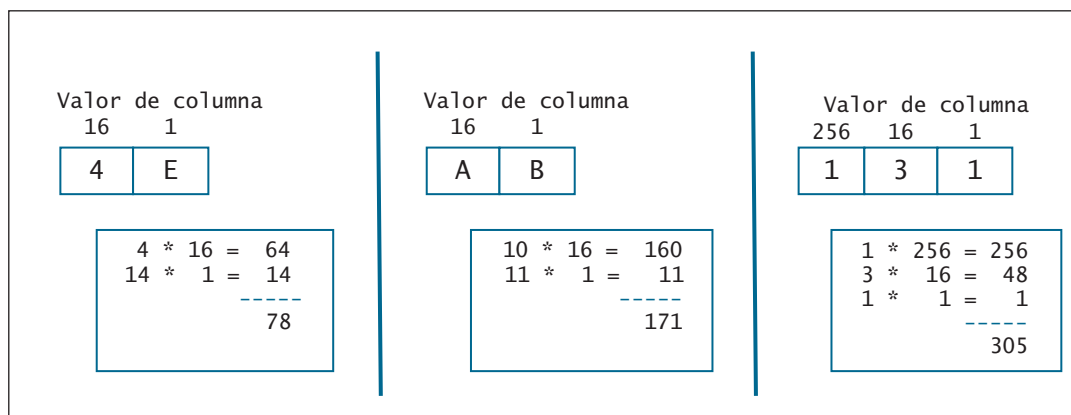 Valor de columna
16 1
4 E
4 * 16 = 64
14 * 1 = 14
-----
78
Valor de columna
16 1
A B
10 * 16 = 160
11 * 1 = 11
-----
171
Valor de columna
256 16 1
1 3 1
1 * 256 = 256
3 * 16 = 48
1 * 1 = 1
-----
305